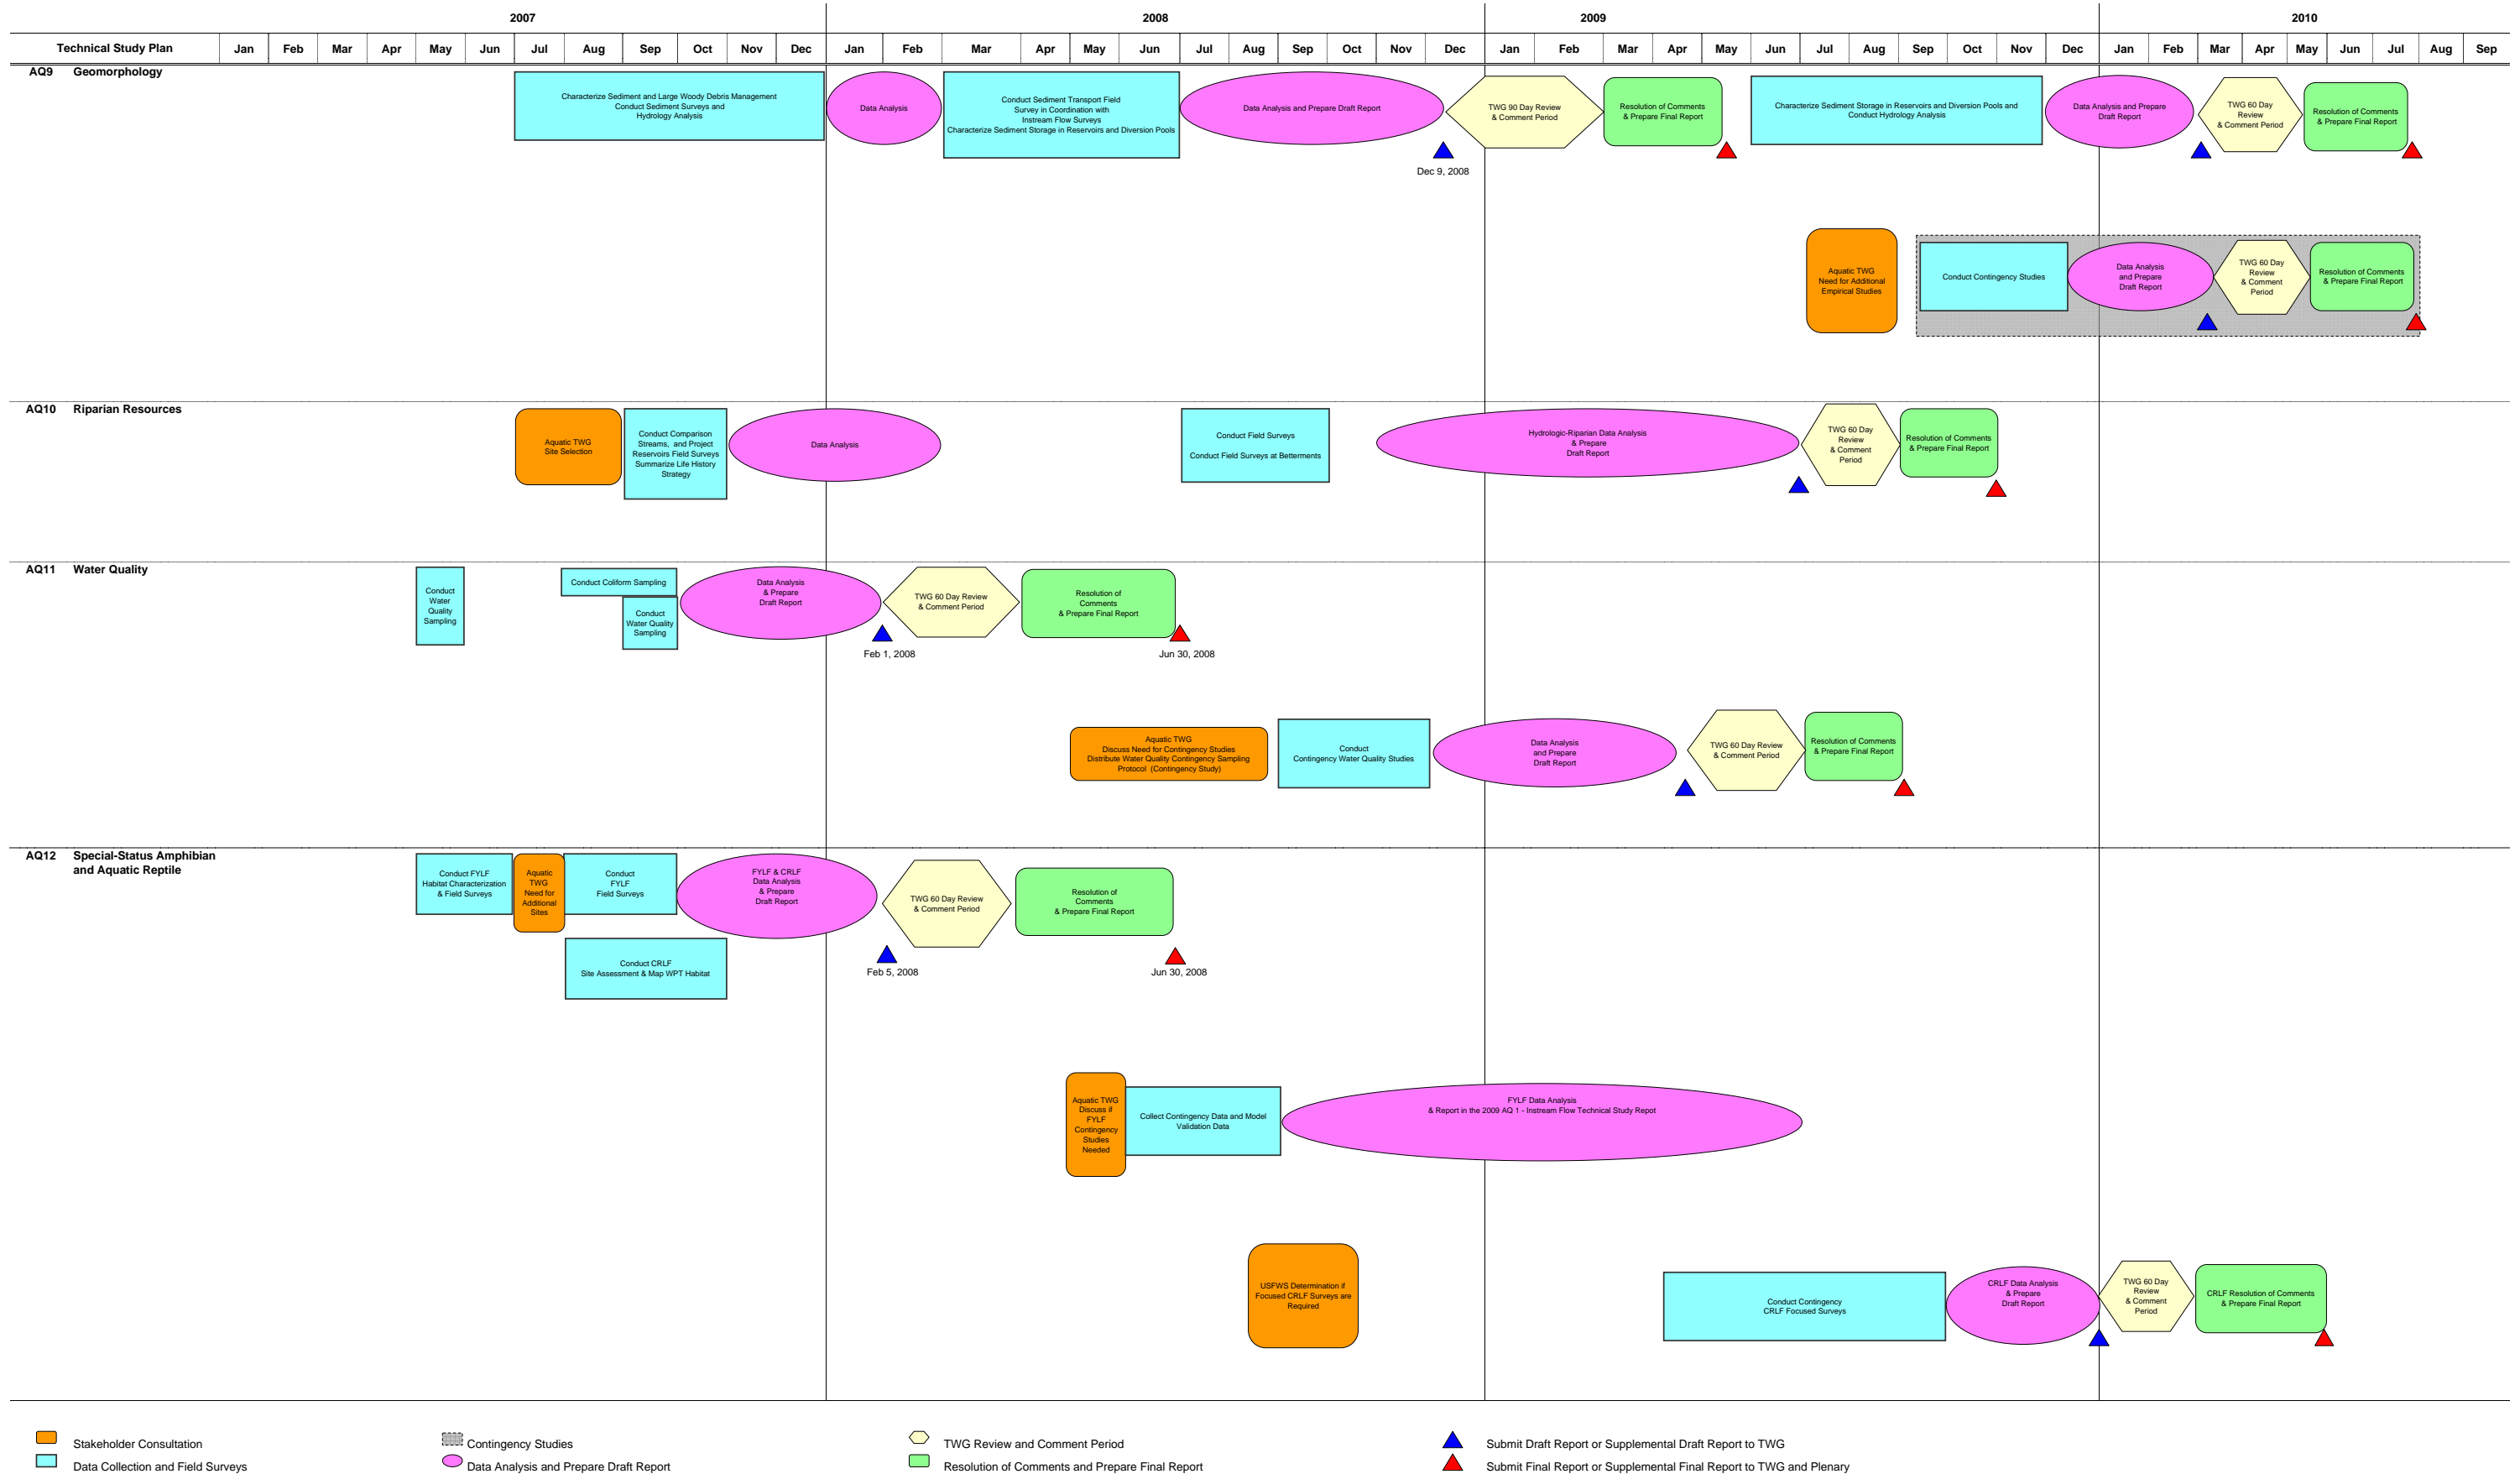 2007
2008
2009
2010
Technical Study Plan
Jan
Feb
Mar
Apr
May
Jun
Jul
Aug
Sep
Oct
Nov
Dec
Jan
Feb
Mar
Apr
May
Jun
Jul
Aug
Sep
Oct
Nov
Dec
Jan
Feb
Mar
Apr
May
Jun
Jul
Aug
Sep
Oct
Nov
Dec
Jan
Feb
Mar
Apr
May
Jun
Jul
Aug
Sep
AQ9 Geomorphology
Characterize Sediment and Large Woody Debris Management
Conduct Sediment Surveys and
Hydrology Analysis
Data Analysis
Conduct Sediment Transport Field
Survey in Coordination with
Instream Flow Surveys
Characterize Sediment Storage in Reservoirs and Diversion Pools
Data Analysis and Prepare Draft Report
Dec 9, 2008
TWG 90 Day Review
& Comment Period
Resolution of Comments
& Prepare Final Report
Characterize Sediment Storage in Reservoirs and Diversion Pools and
Conduct Hydrology Analysis
Data Analysis and Prepare
Draft Report
TWG 60 Day
Review
& Comment Period
Resolution of Comments
& Prepare Final Report
Aquatic TWG
Need for Additional
Empirical Studies
Conduct Contingency Studies
Data Analysis
and Prepare
Draft Report
TWG 60 Day
Review
& Comment
Period
Resolution of Comments
& Prepare Final Report
AQ10 Riparian Resources
Aquatic TWG
Site Selection
Conduct Comparison
Streams, and Project
Reservoirs Field Surveys
Summarize Life History
Strategy
Data Analysis
Conduct Field Surveys
Conduct Field Surveys at Betterments
Hydrologic-Riparian Data Analysis
& Prepare
Draft Report
TWG 60 Day
Review
& Comment
Period
Resolution of Comments
& Prepare Final Report
AQ11 Water Quality
Conduct
Water
Quality
Sampling
Conduct Coliform Sampling
Conduct
Water Quality
Sampling
Data Analysis
& Prepare
Draft Report
Feb 1, 2008
TWG 60 Day Review
& Comment Period
Resolution of
Comments
& Prepare Final Report
Jun 30, 2008
Aquatic TWG
Discuss Need for Contingency Studies
Distribute Water Quality Contingency Sampling
Protocol (Contingency Study)
Conduct
Contingency Water Quality Studies
Data Analysis
and Prepare
Draft Report
TWG 60 Day Review
& Comment Period
Resolution of Comments
& Prepare Final Report
AQ12 Special-Status Amphibian
and Aquatic Reptile
Conduct FYLF
Habitat Characterization
& Field Surveys
Aquatic
TWG
Need for
Additional
Sites
Conduct
FYLF
Field Surveys
Conduct CRLF
Site Assessment & Map WPT Habitat
FYLF & CRLF
Data Analysis
& Prepare
Draft Report
Feb 5, 2008
TWG 60 Day Review
& Comment Period
Resolution of
Comments
& Prepare Final Report
Jun 30, 2008
Aquatic TWG
Discuss if
FYLF
Contingency
Studies
Needed
Collect Contingency Data and Model
Validation Data
FYLF Data Analysis
& Report in the 2009 AQ 1 - Instream Flow Technical Study Repot
USFWS Determination if
Focused CRLF Surveys are
Required
Conduct Contingency
CRLF Focused Surveys
CRLF Data Analysis
& Prepare
Draft Report
TWG 60 Day
Review
& Comment
Period
CRLF Resolution of Comments
& Prepare Final Report
Stakeholder Consultation
Data Collection and Field Surveys
Contingency Studies
Data Analysis and Prepare Draft Report
TWG Review and Comment Period
Resolution of Comments and Prepare Final Report
Submit Draft Report or Supplemental Draft Report to TWG
Submit Final Report or Supplemental Final Report to TWG and Plenary